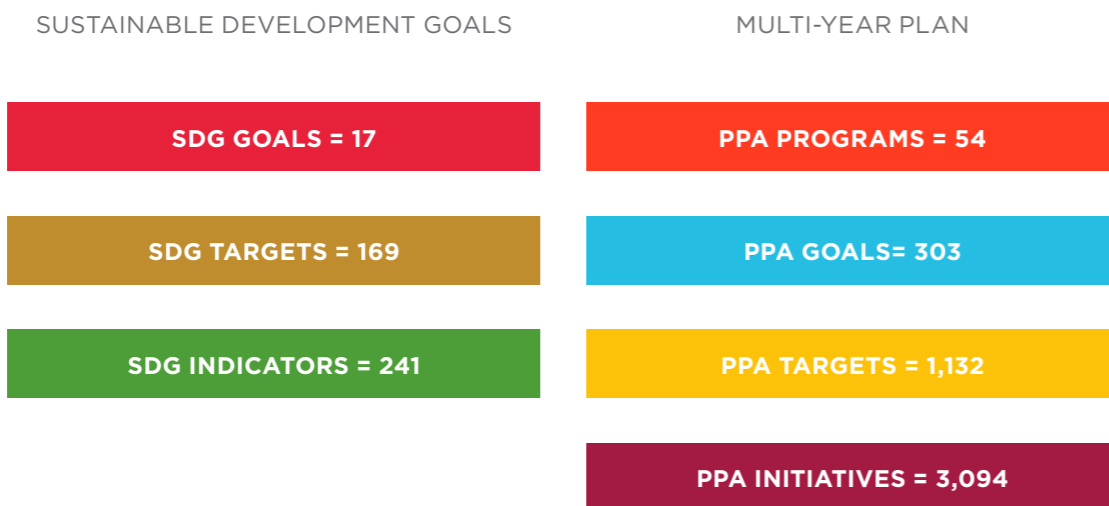 SUSTAINABLE DEVELOPMENT GOALS
SDG GOALS = 17
SDG TARGETS = 169
SDG INDICATORS = 241
MULTI-YEAR PLAN
PPA PROGRAMS = 54
PPA GOALS= 303
PPA TARGETS = 1,132
PPA INITIATIVES = 3,094